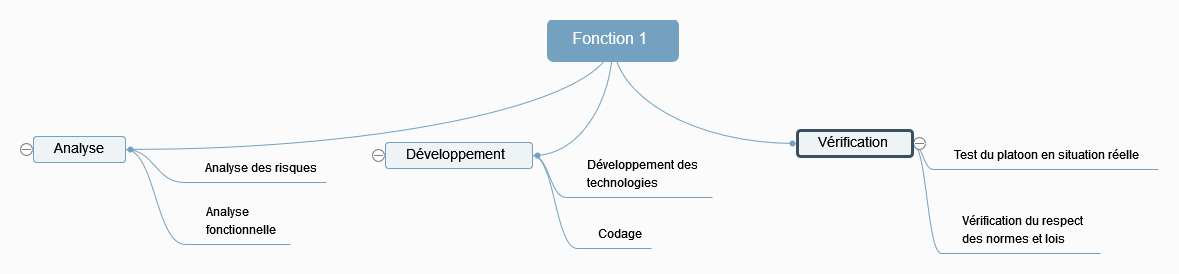 Fonction 1
Analyse
Analyse des risques
Analyse
fonctionnelle
Développement
Développement des
technologies
Codage
Vérification
Test du platoon en situation réelle
Vérification du respect
des normes et lois